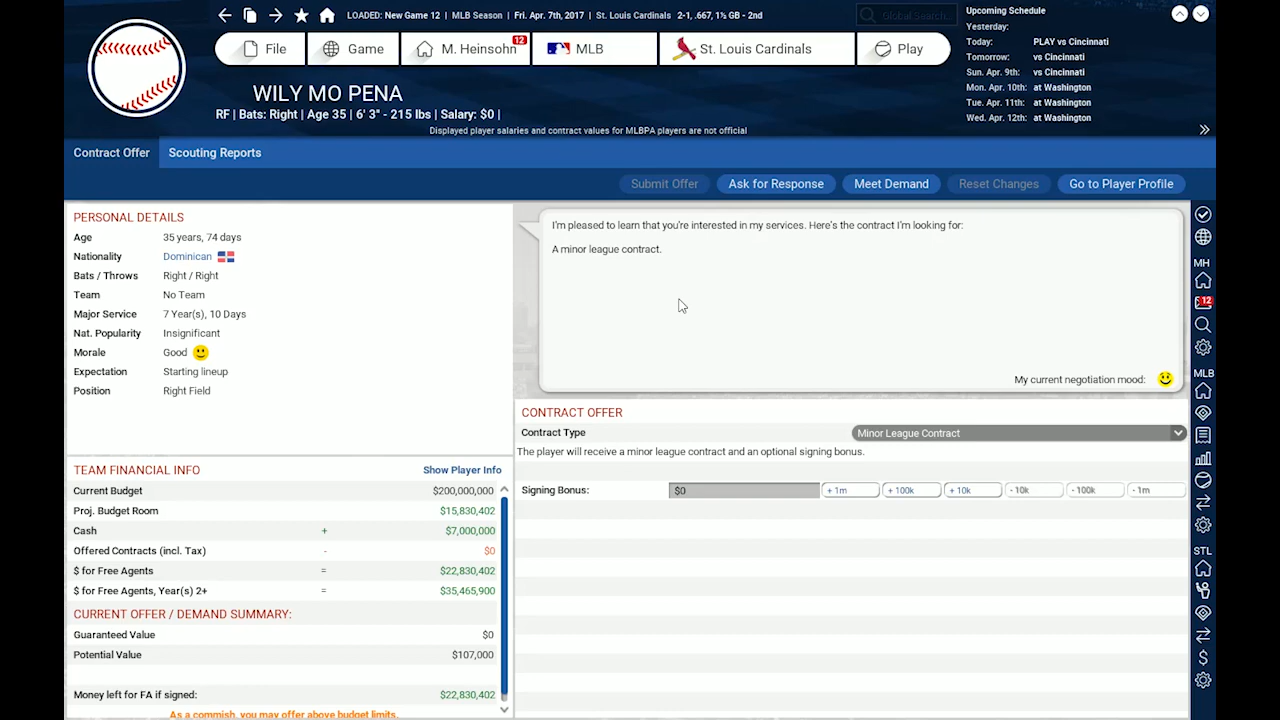 LOADED: New Game 12 | MLB Season | Fri. Apr. 7th, 2017 | St. Louis Cardinals 2-1, .667, 1½ GB - 2nd
Global Search...
Upcoming Schedule
Yesterday:
Today: PLAY vs Cincinnati
Tomorrow: vs Cincinnati
Sun. Apr. 9th: vs Cincinnati
Mon. Apr. 10th: at Washington
Tue. Apr. 11th: at Washington
Wed. Apr. 12th: at Washington
File
Game
M. Heinsohn 12
MLB
St. Louis Cardinals
Play
WILY MO PENA
RF | Bats: Right | Age 35 | 6' 3" - 215 lbs | Salary: $0 |
Displayed player salaries and contract values for MLBPA players are not official
Contract Offer
Scouting Reports
Submit Offer
Ask for Response
Meet Demand
Reset Changes
Go to Player Profile
PERSONAL DETAILS
Age 35 years, 74 days
Nationality Dominican
Bats / Throws Right / Right
Team No Team
Major Service 7 Year(s), 10 Days
Nat. Popularity Insignificant
Morale Good
Expectation Starting lineup
Position Right Field
I'm pleased to learn that you're interested in my services. Here's the contract I'm looking for:
A minor league contract.
My current negotiation mood:
CONTRACT OFFER
Contract Type Minor League Contract
The player will receive a minor league contract and an optional signing bonus.
Signing Bonus: $0 + 1m + 100k + 10k - 10k - 100k - 1m
TEAM FINANCIAL INFO Show Player Info
Current Budget $200,000,000
Proj. Budget Room $15,830,402
Cash + $7,000,000
Offered Contracts (incl. Tax) - $0
$ for Free Agents = $22,830,402
$ for Free Agents, Year(s) 2+ = $35,465,900
CURRENT OFFER / DEMAND SUMMARY:
Guaranteed Value $0
Potential Value $107,000
Money left for FA if signed: $22,830,402
As a commish, you may offer above budget limits.
MH
12
MLB
STL
$